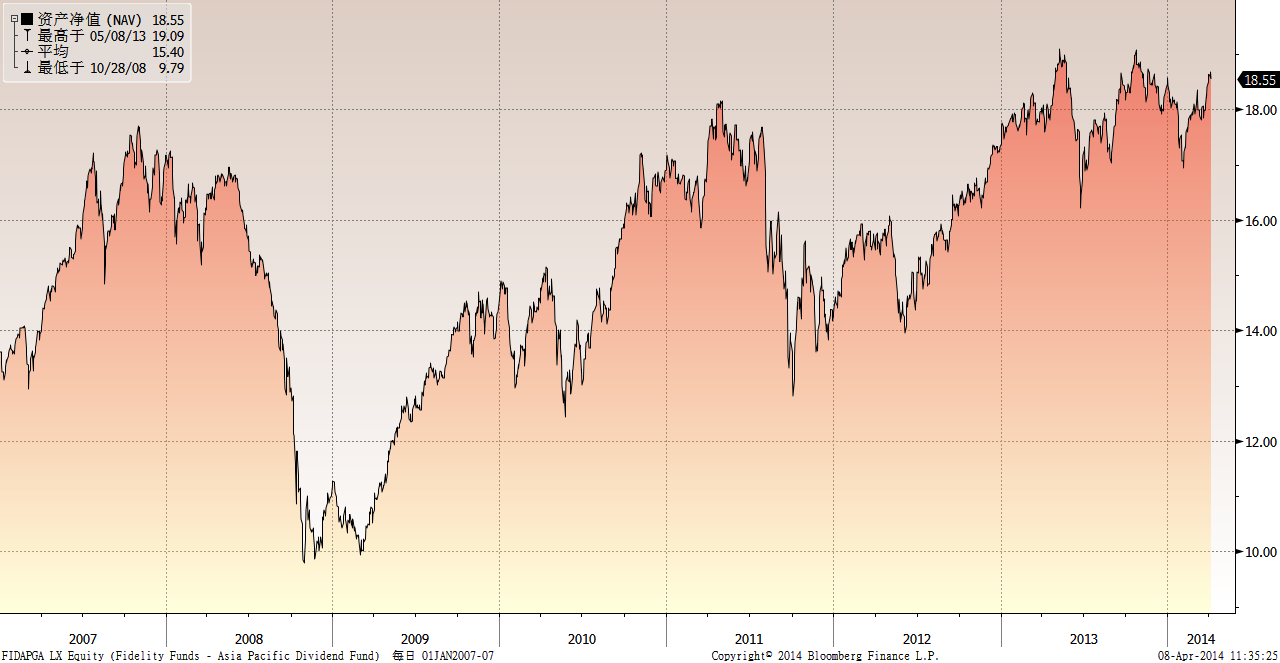 资产净值 (NAV) 18.55
最高于 05/08/13 19.09
平均 15.40
最低于 10/28/08 9.79
18.55
18.00
16.00
14.00
12.00
10.00
2007 2008 2009 2010 2011 2012 2013 2014
FIDAPGA LX Equity (Fidelity Funds - Asia Pacific Dividend Fund) 每日 01JAN2007-07 Copyright© 2014 Bloomberg Finance L.P. 08-Apr-2014 11:35:25